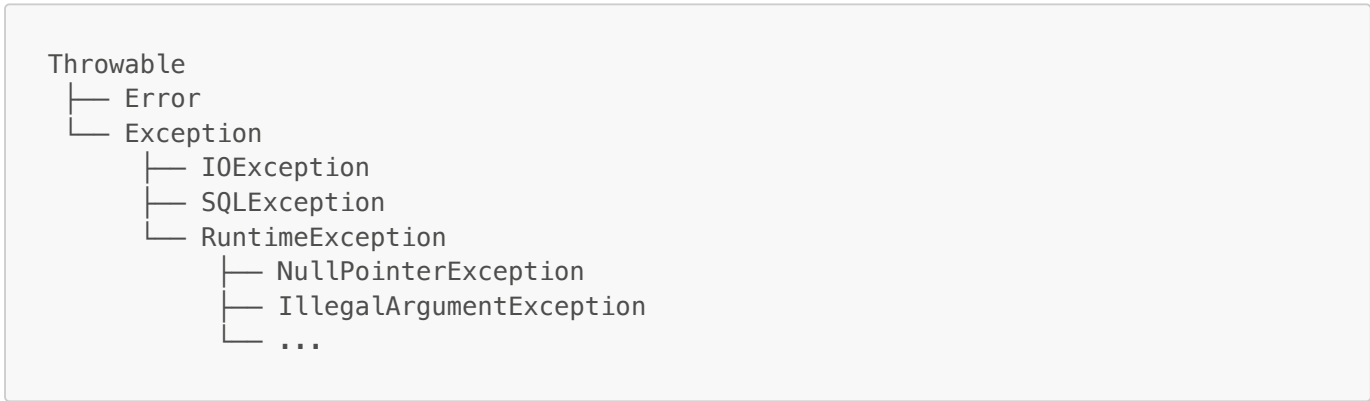 Throwable
├── Error
└── Exception
├── IOException
├── SQLException
└── RuntimeException
├── NullPointerException
├── IllegalArgumentException
└── ...